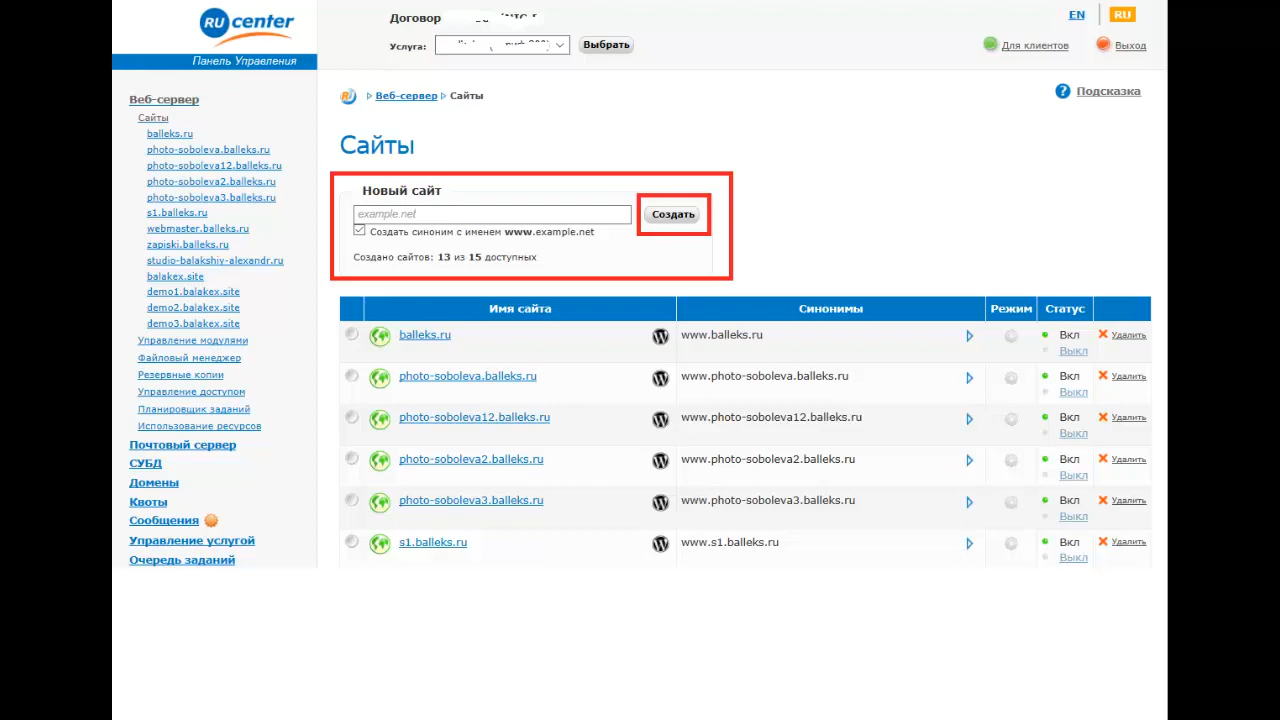 RU center
Панель Управления
Договор
Услуга:
Выбрать
EN
RU
Для клиентов
Выход
Веб-сервер
Сайты
balleks.ru
photo-soboleva.balleks.ru
photo-soboleva12.balleks.ru
photo-soboleva2.balleks.ru
photo-soboleva3.balleks.ru
s1.balleks.ru
webmaster.balleks.ru
zapiski.balleks.ru
studio-balakshiy-alexandr.ru
balakex.site
demo1.balakex.site
demo2.balakex.site
demo3.balakex.site
Управление модулями
Файловый менеджер
Резервные копии
Управление доступом
Планировщик заданий
Использование ресурсов
Почтовый сервер
СУБД
Домены
Квоты
Сообщения
Управление услугой
Очередь заданий
Веб-сервер Сайты
? Подсказка
Сайты
Новый сайт
example.net
Создать
Создать синоним с именем www.example.net
Создано сайтов: 13 из 15 доступных
Имя сайта Синонимы Режим Статус
balleks.ru www.balleks.ru Вкл Удалить
Выкл
photo-soboleva.balleks.ru www.photo-soboleva.balleks.ru Вкл Удалить
Выкл
photo-soboleva12.balleks.ru www.photo-soboleva12.balleks.ru Вкл Удалить
Выкл
photo-soboleva2.balleks.ru www.photo-soboleva2.balleks.ru Вкл Удалить
Выкл
photo-soboleva3.balleks.ru www.photo-soboleva3.balleks.ru Вкл Удалить
Выкл
s1.balleks.ru www.s1.balleks.ru Вкл Удалить
Выкл